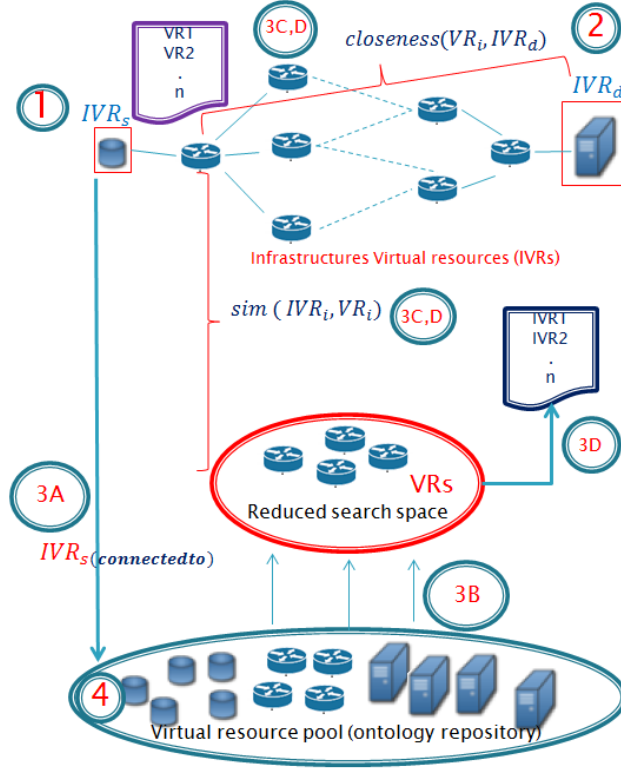 VR1
VR2
.
n
3C,D
closeness(VRi, IVRd)
2
1
IVRs
IVRd
Infrastructures Virtual resources (IVRs)
sim ( IVRi, VRi)
3C,D
IVR1
IVR2
.
n
3D
VRs
Reduced search space
3A
IVRs(connectedto)
3B
4
Virtual resource pool (ontology repository)